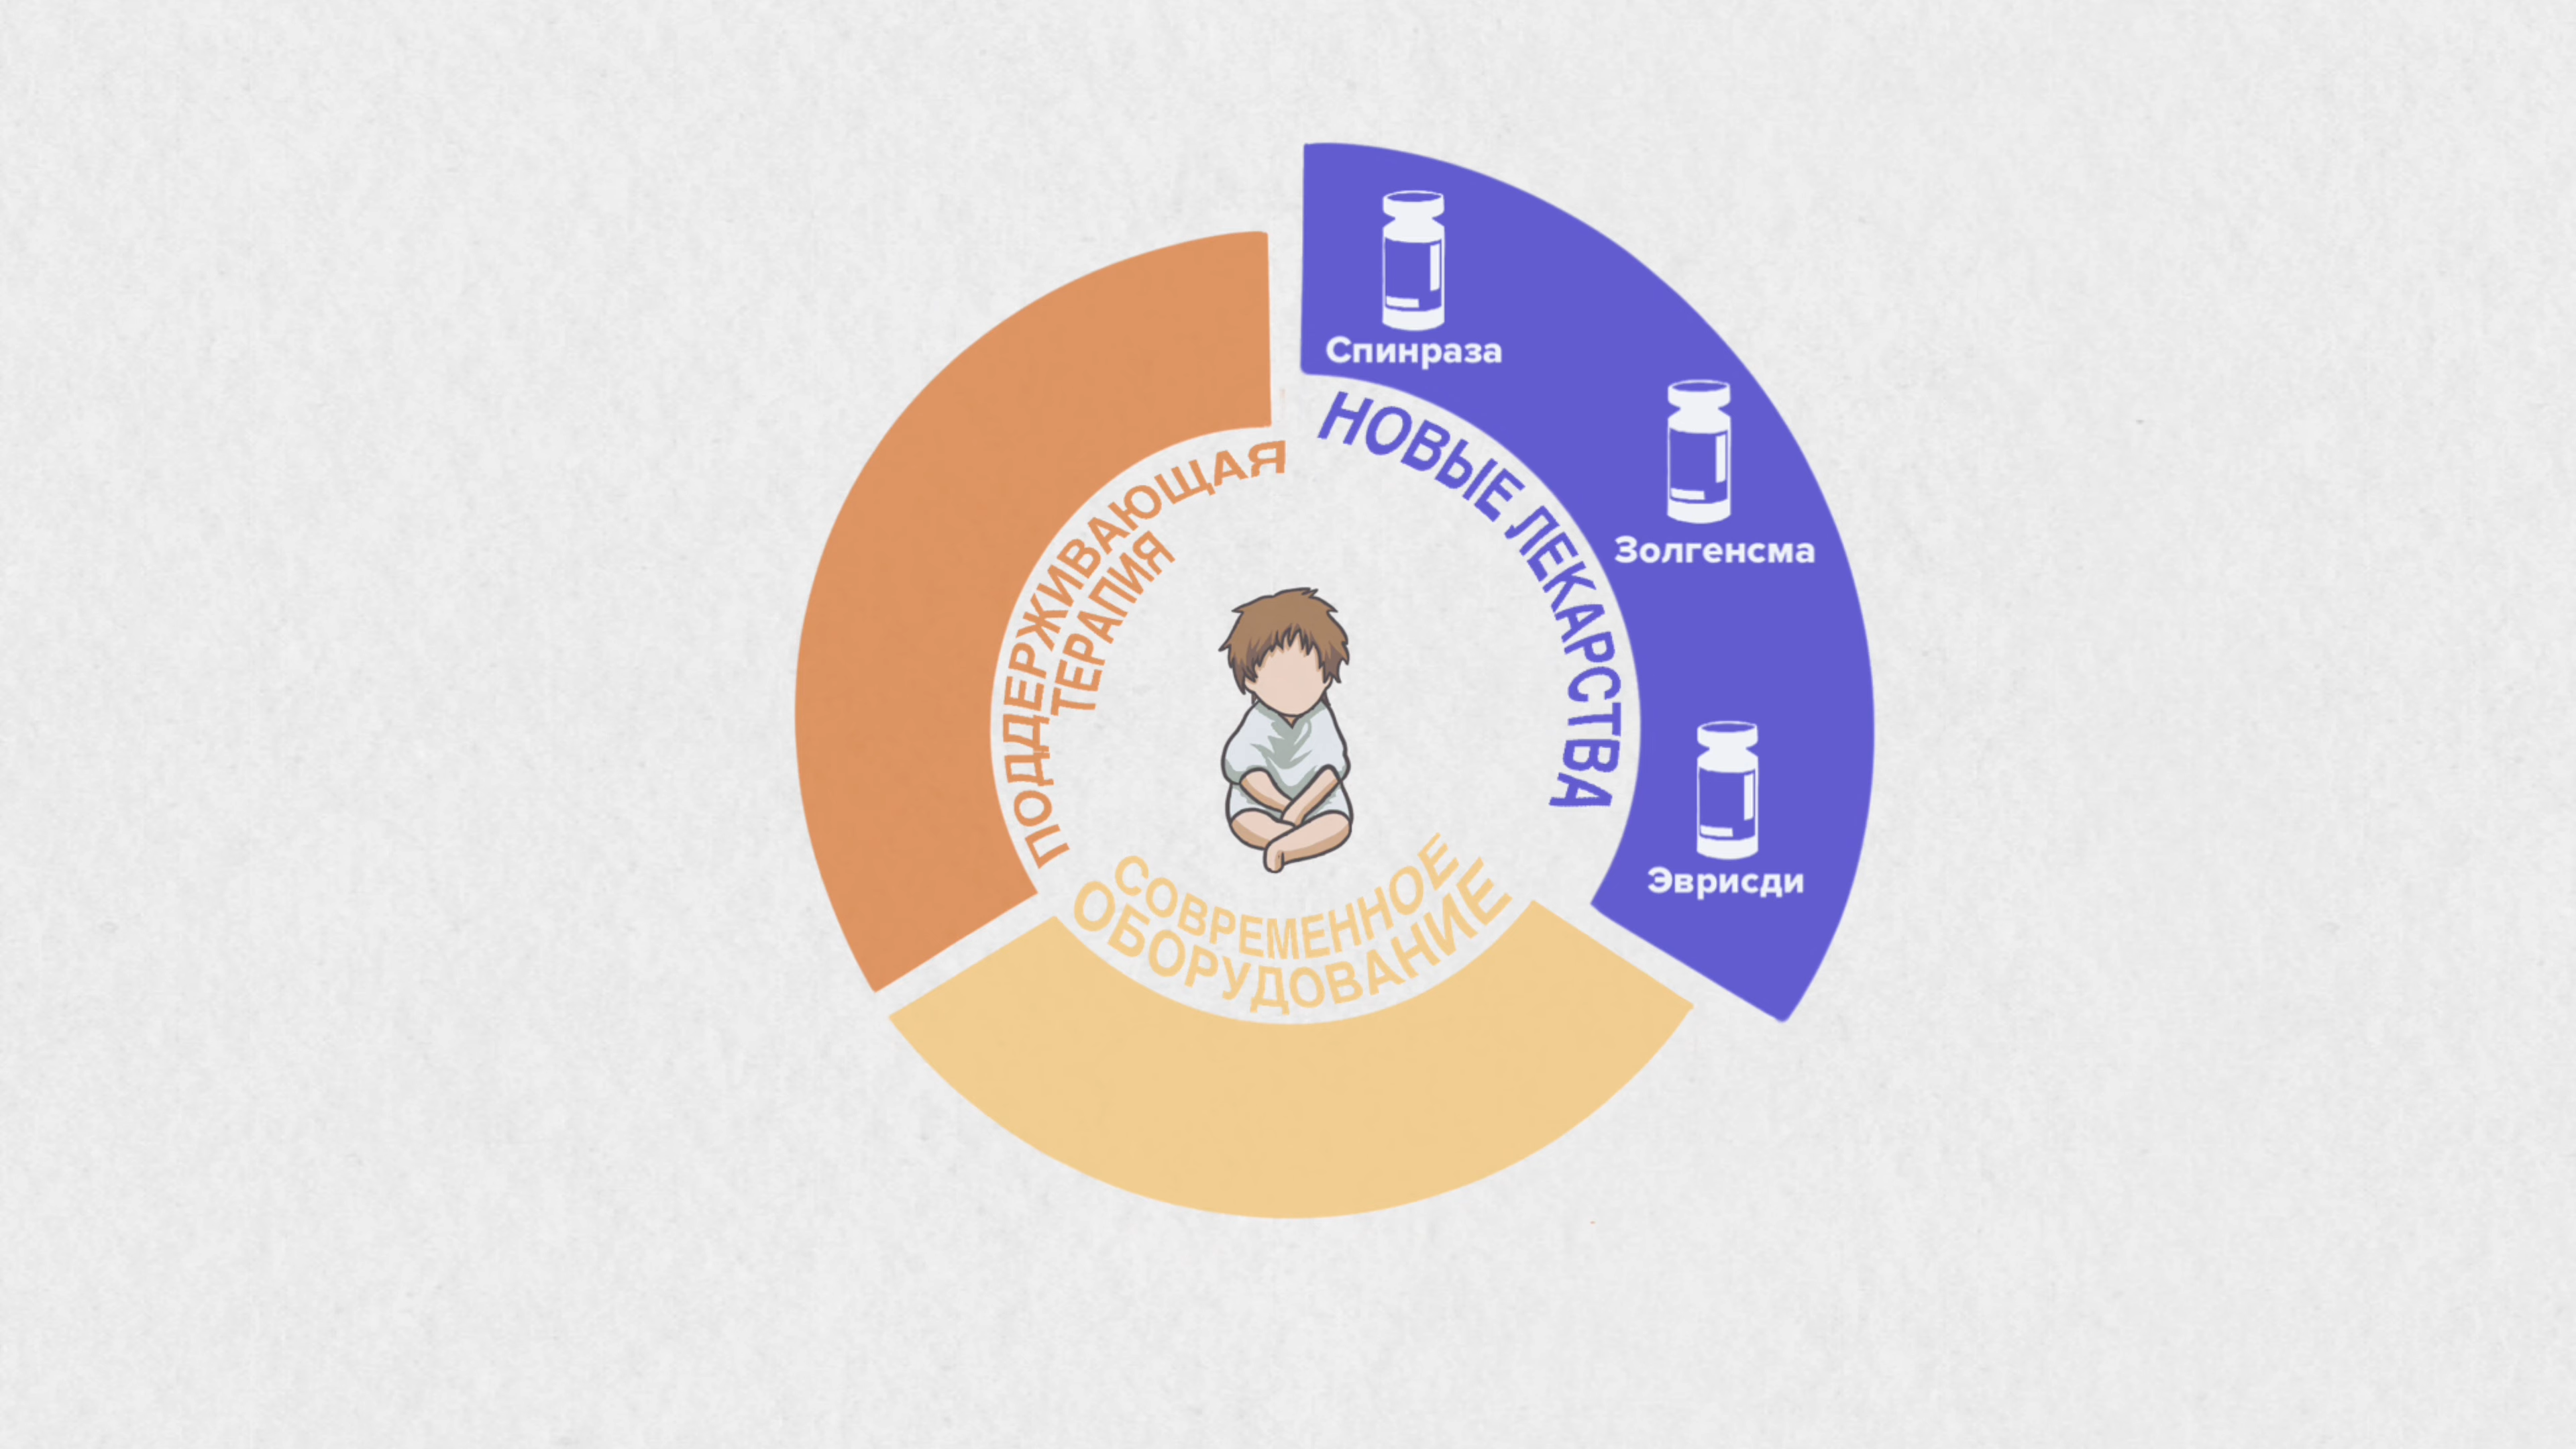 Спинраза
Золгенсма
Эврисди
НОВЫЕ ЛЕКАРСТВА
ПОДДЕРЖИВАЮЩАЯ
ТЕРАПИЯ
СОВРЕМЕННОЕ
ОБОРУДОВАНИЕ